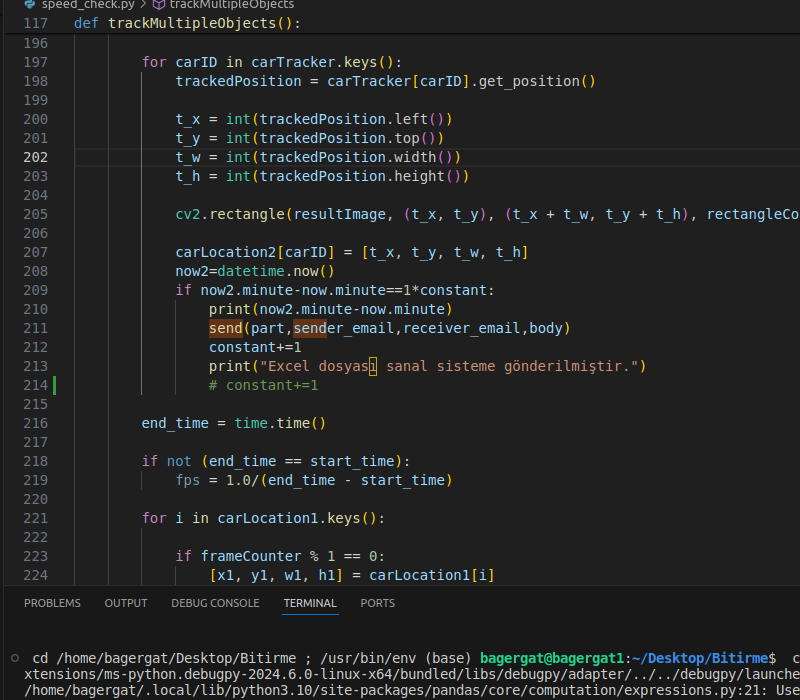 speed_check.py > trackMultipleObjects
117 def trackMultipleObjects():
196
197 for carID in carTracker.keys():
198 trackedPosition = carTracker[carID].get_position()
199
200 t_x = int(trackedPosition.left())
201 t_y = int(trackedPosition.top())
202 t_w = int(trackedPosition.width())
203 t_h = int(trackedPosition.height())
204
205 cv2.rectangle(resultImage, (t_x, t_y), (t_x + t_w, t_y + t_h), rectangleCo
206
207 carLocation2[carID] = [t_x, t_y, t_w, t_h]
208 now2=datetime.now()
209 if now2.minute-now.minute==1*constant:
210 print(now2.minute-now.minute)
211 send(part,sender_email,receiver_email,body)
212 constant+=1
213 print("Excel dosyası sanal sisteme gönderilmiştir.")
214 # constant+=1
215
216 end_time = time.time()
217
218 if not (end_time == start_time):
219 fps = 1.0/(end_time - start_time)
220
221 for i in carLocation1.keys():
222
223 if frameCounter % 1 == 0:
224 [x1, y1, w1, h1] = carLocation1[i]
PROBLEMS OUTPUT DEBUG CONSOLE TERMINAL PORTS
cd /home/bagergat/Desktop/Bitirme ; /usr/bin/env (base) bagergat@bagergat1:~/Desktop/Bitirme$ c
xtensions/ms-python.debugpy-2024.6.0-linux-x64/bundled/libs/debugpy/adapter/../../debugpy/launche
/home/bagergat/.local/lib/python3.10/site-packages/pandas/core/computation/expressions.py:21: Use